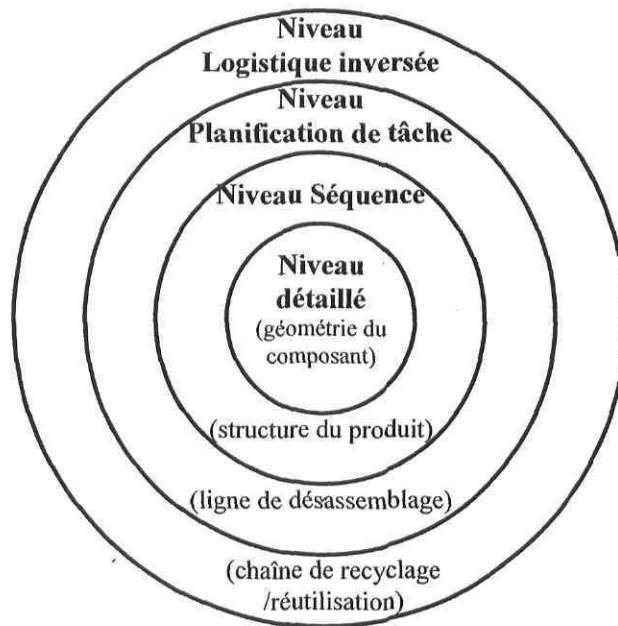 Niveau
Logistique inversée
Niveau
Planification de tâche
Niveau Séquence
Niveau
détaillé
(géométrie du
composant)
(structure du produit)
(ligne de désassemblage)
(chaîne de recyclage
/réutilisation)